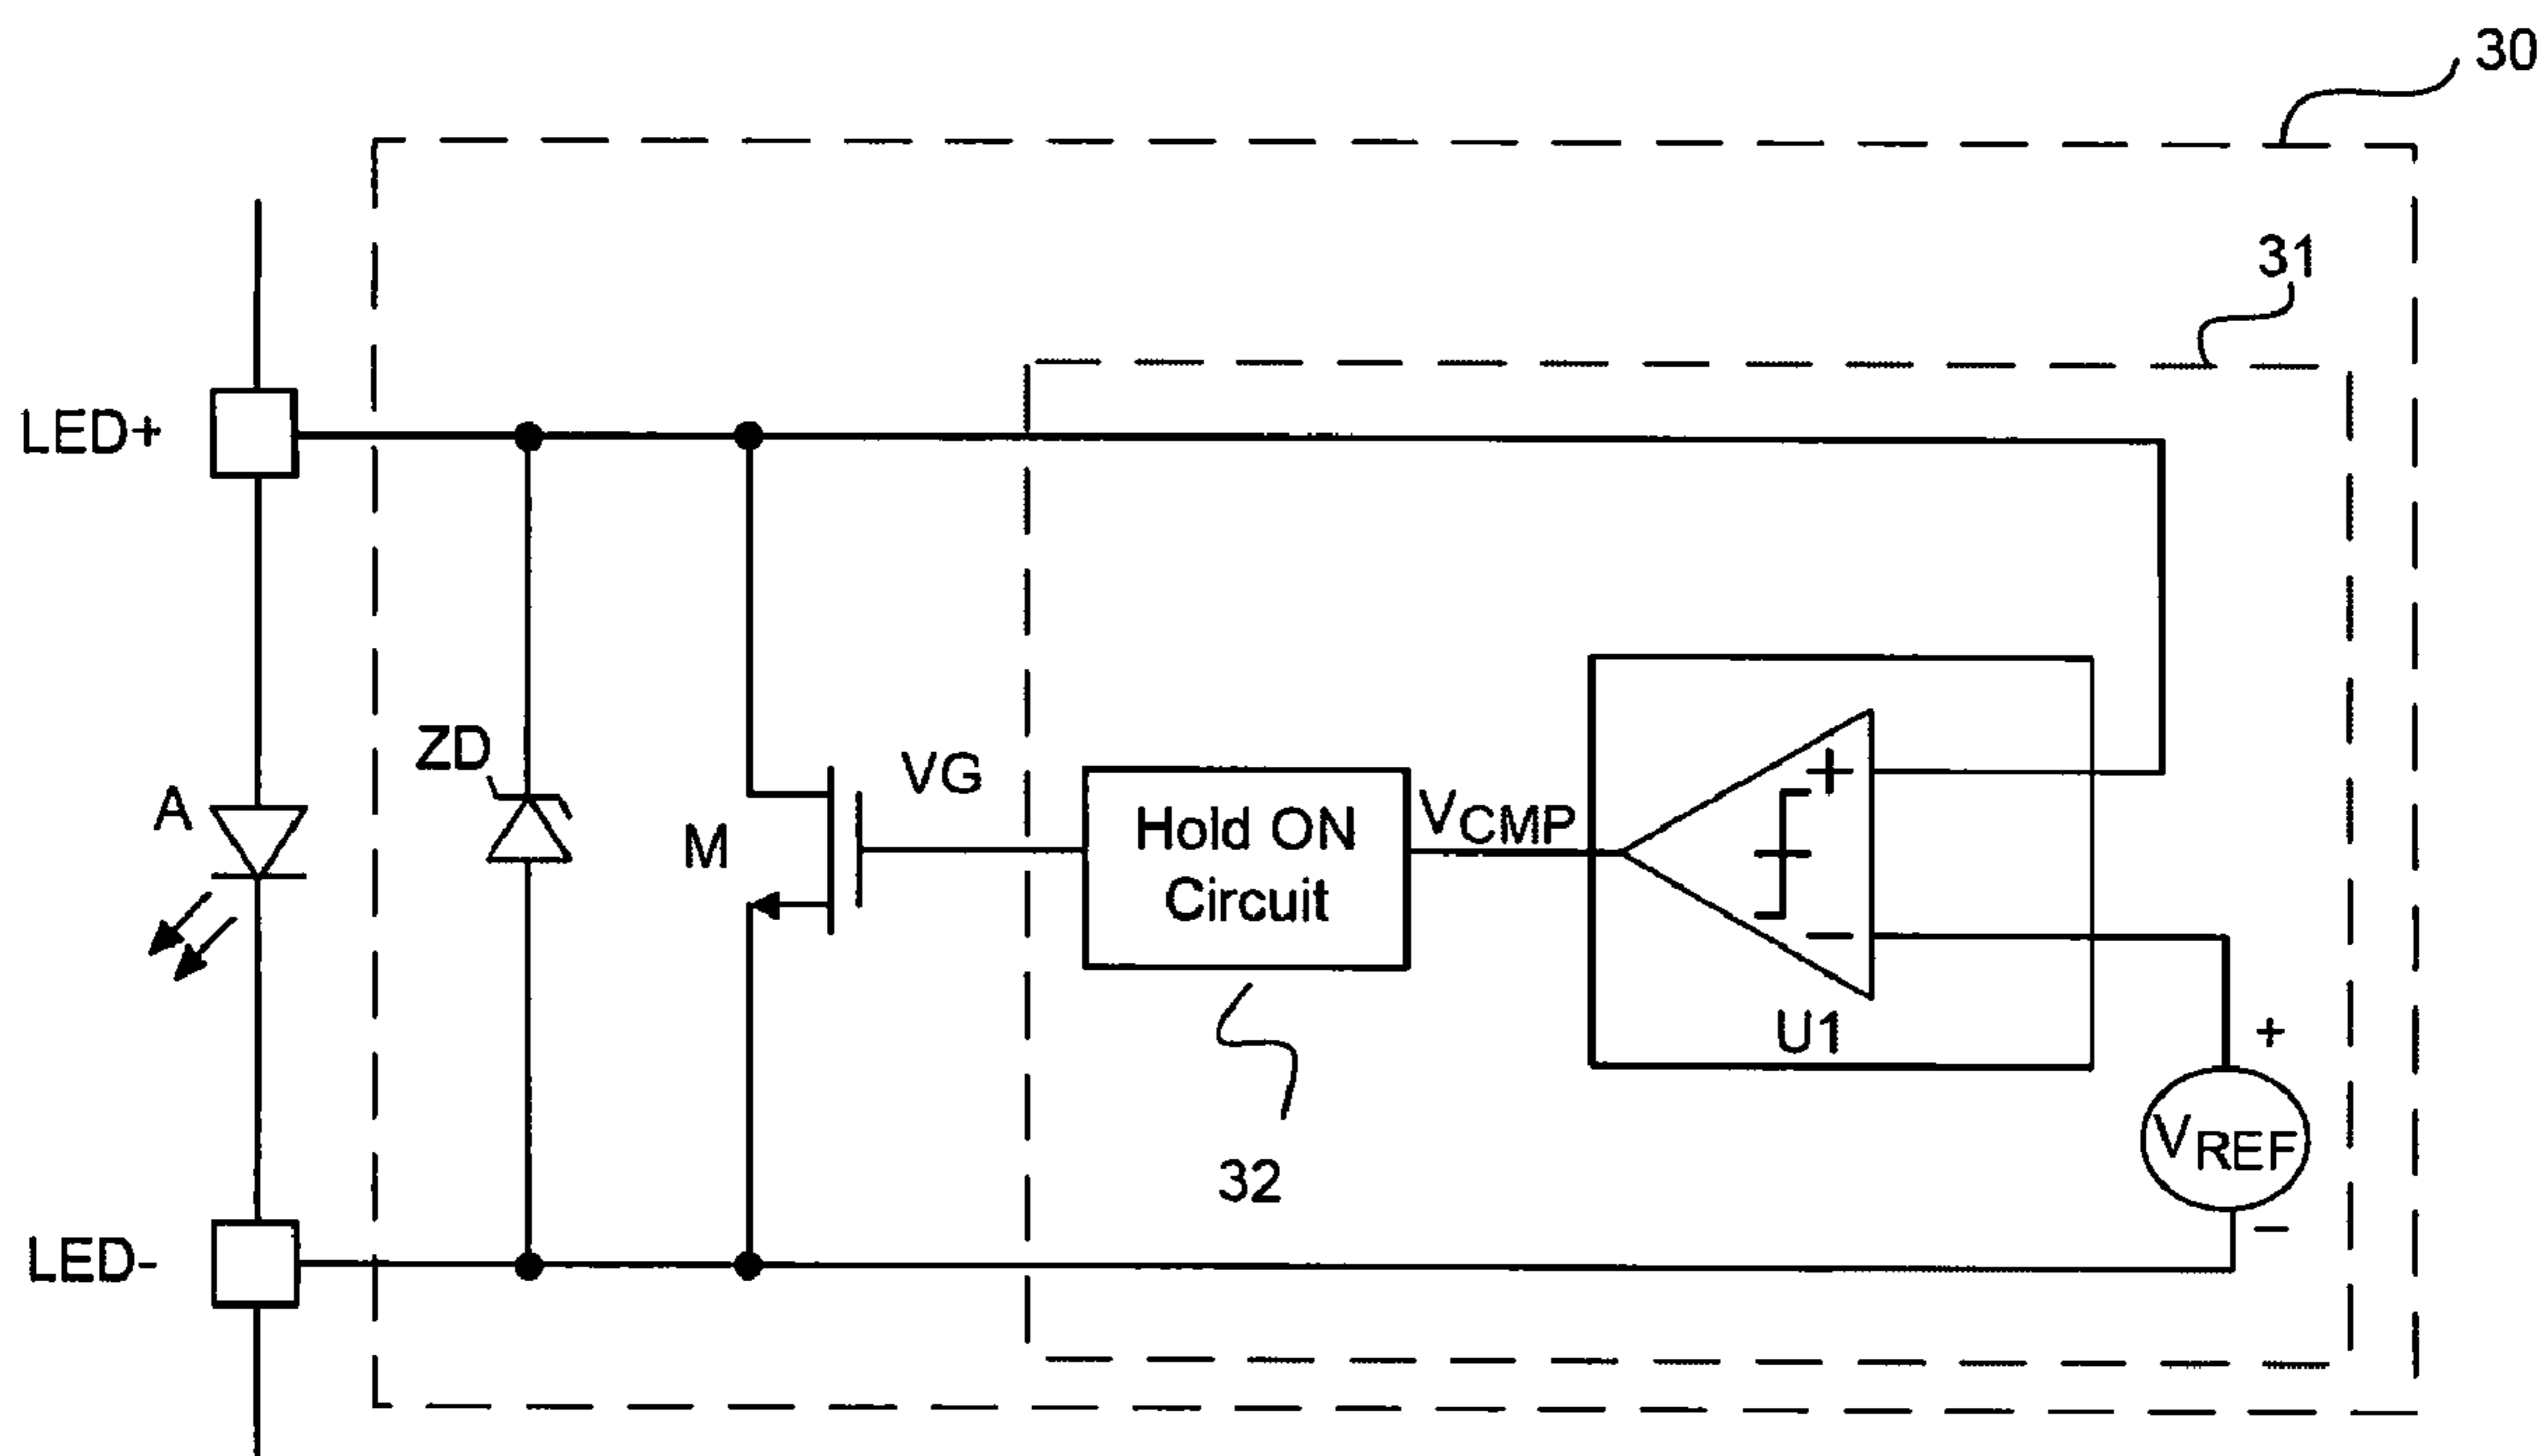 30
31
LED+
ZD
A
M
VG
Hold ON
Circuit
VCMP
+
−
U1
+
VREF
−
32
LED-